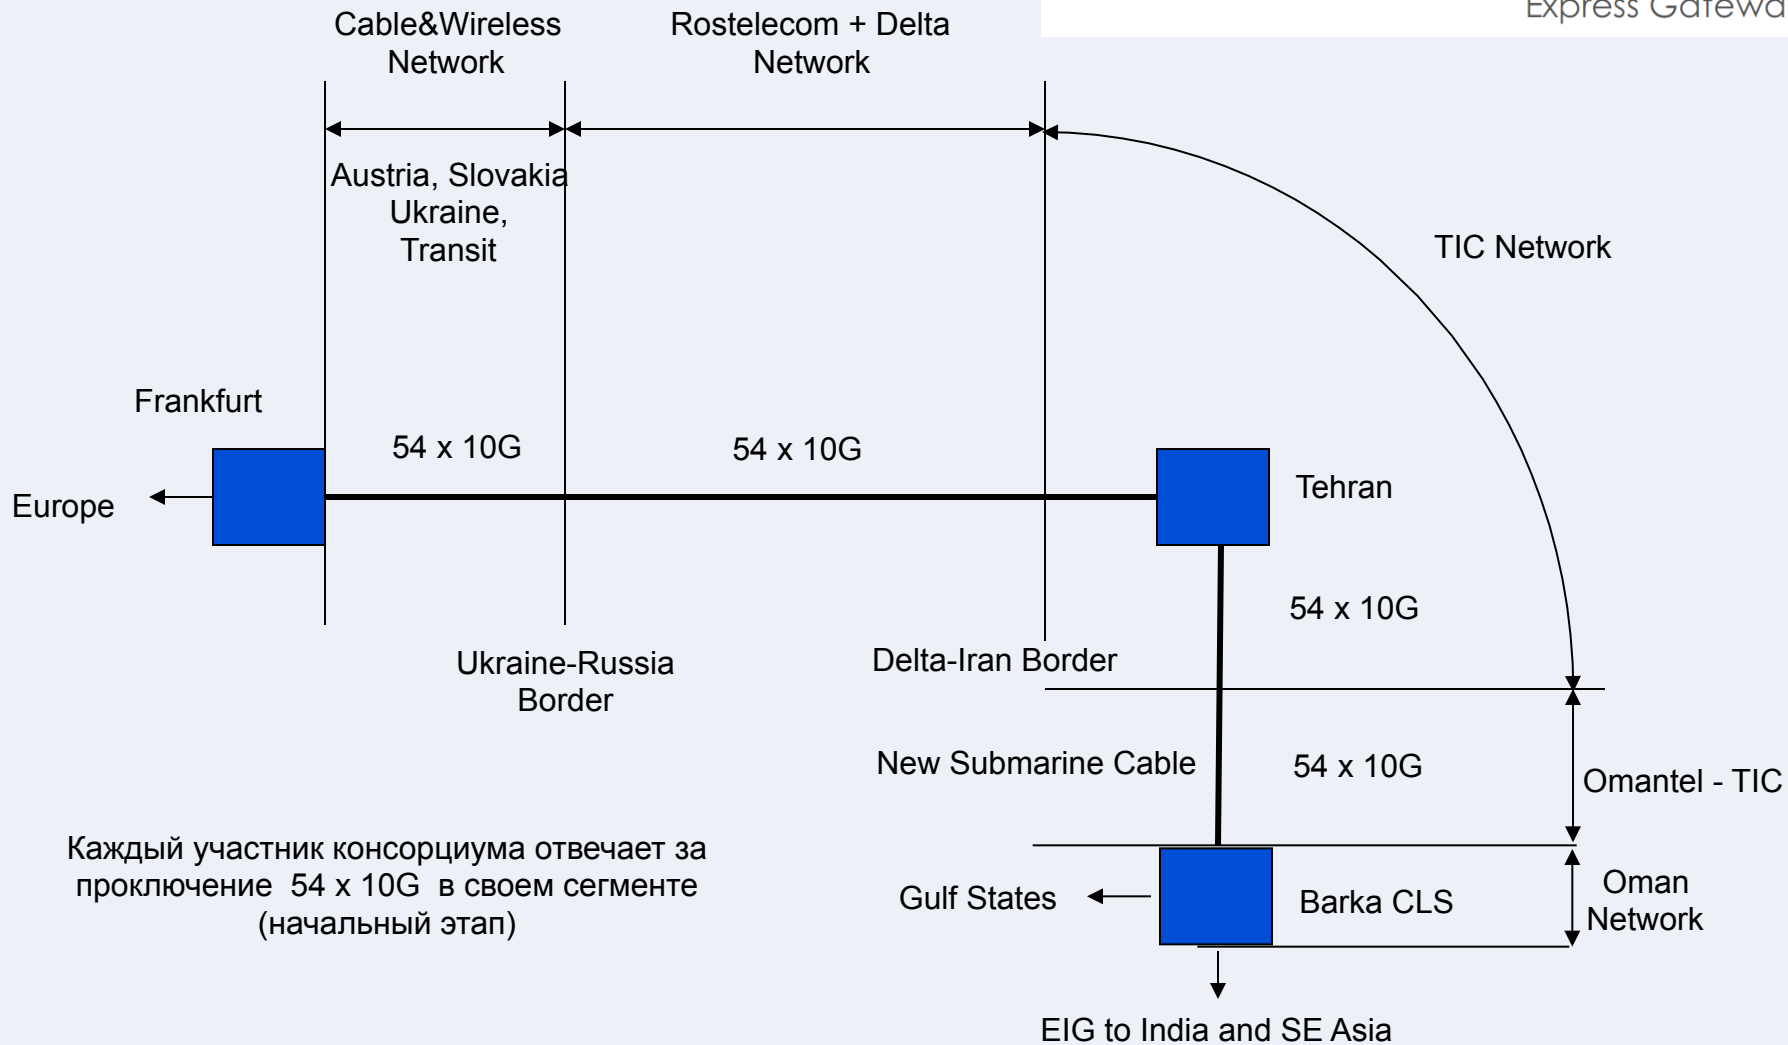 Express Gatewa
Cable&Wireless
Network
Rostelecom + Delta
Network
Austria, Slovakia
Ukraine,
Transit
TIC Network
Frankfurt
54 x 10G
54 x 10G
Europe
Tehran
54 x 10G
Ukraine-Russia
Border
Delta-Iran Border
New Submarine Cable
54 x 10G
Omantel - TIC
Каждый участник консорциума отвечает за
проключение 54 x 10G в своем сегменте
(начальный этап)
Gulf States
Barka CLS
Oman
Network
EIG to India and SE Asia